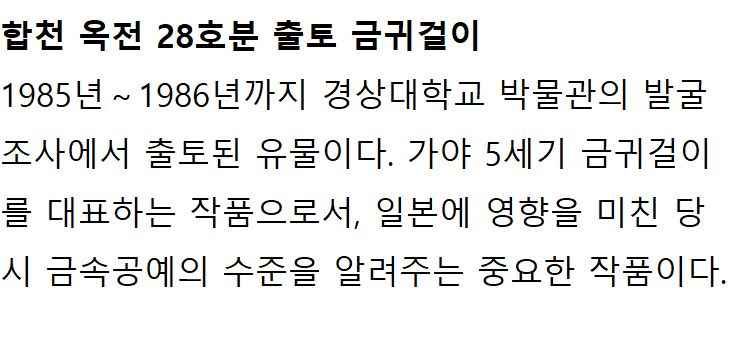 합천 옥전 28호분 출토 금귀걸이
1985년 ~ 1986년까지 경상대학교 박물관의 발굴
조사에서 출토된 유물이다. 가야 5세기 금귀걸이
를 대표하는 작품으로서, 일본에 영향을 미친 당
시 금속공예의 수준을 알려주는 중요한 작품이다.